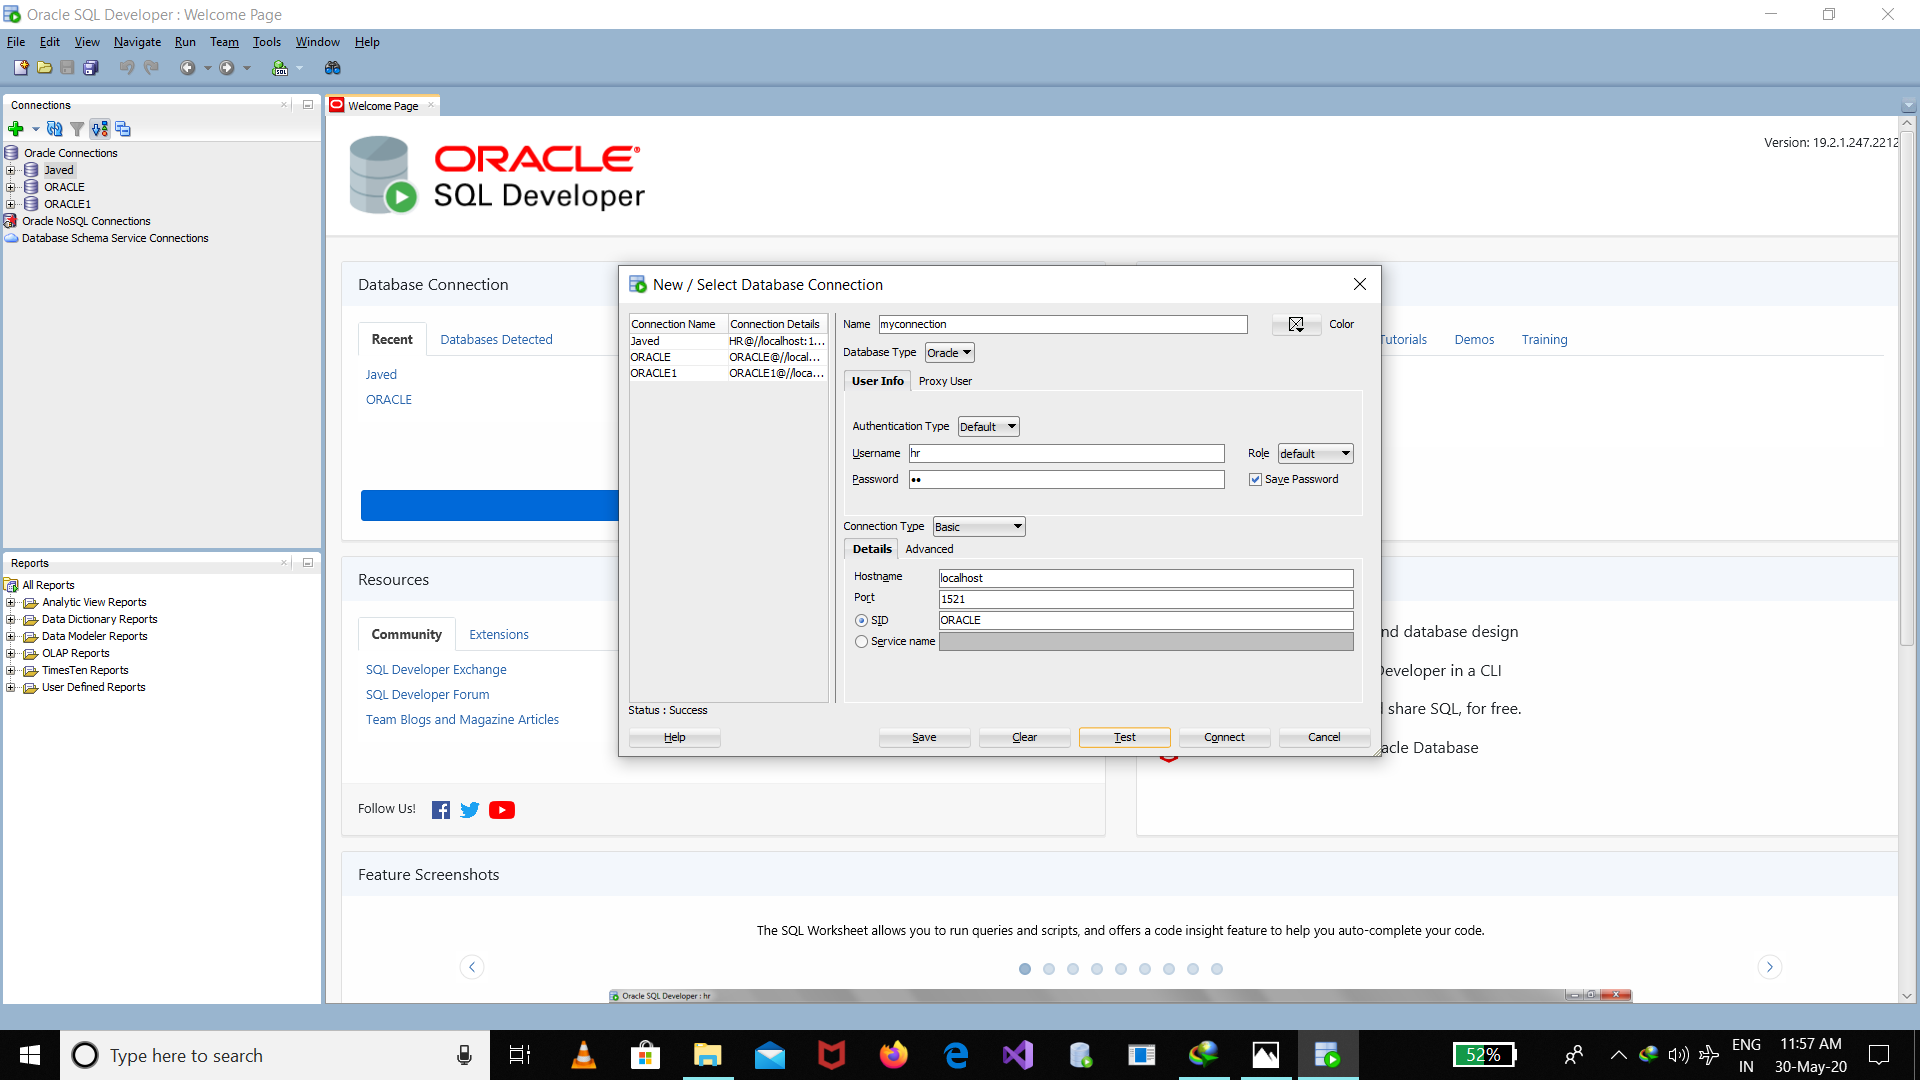 Oracle SQL Developer : Welcome Page
File Edit View Navigate Run Team Tools Window Help
Connections
Oracle Connections
Javed
ORACLE
ORACLE1
Oracle NoSQL Connections
Database Schema Service Connections
Reports
All Reports
Analytic View Reports
Data Dictionary Reports
Data Modeler Reports
OLAP Reports
TimesTen Reports
User Defined Reports
Welcome Page
ORACLE
SQL Developer
Version: 19.2.1.247.2212
Database Connection
Recent Databases Detected
Javed
ORACLE
Tutorials Demos Training
Resources
Community Extensions
SQL Developer Exchange
SQL Developer Forum
Team Blogs and Magazine Articles
Follow Us!
nd database design
Developer in a CLI
share SQL, for free.
acle Database
New / Select Database Connection
Connection Name Connection Details
Javed HR@//localhost:1...
ORACLE ORACLE@//local...
ORACLE1 ORACLE1@//loca...
Name myconnection Color
Database Type Oracle
User Info Proxy User
Authentication Type Default
Username hr Role default
Password •• Save Password
Connection Type Basic
Details Advanced
Hostname localhost
Port 1521
SID ORACLE
Service name
Status : Success
Help Save Clear Test Connect Cancel
Feature Screenshots
The SQL Worksheet allows you to run queries and scripts, and offers a code insight feature to help you auto-complete your code.
Oracle SQL Developer : hr
Type here to search
52%
ENG
IN
11:57 AM
30-May-20